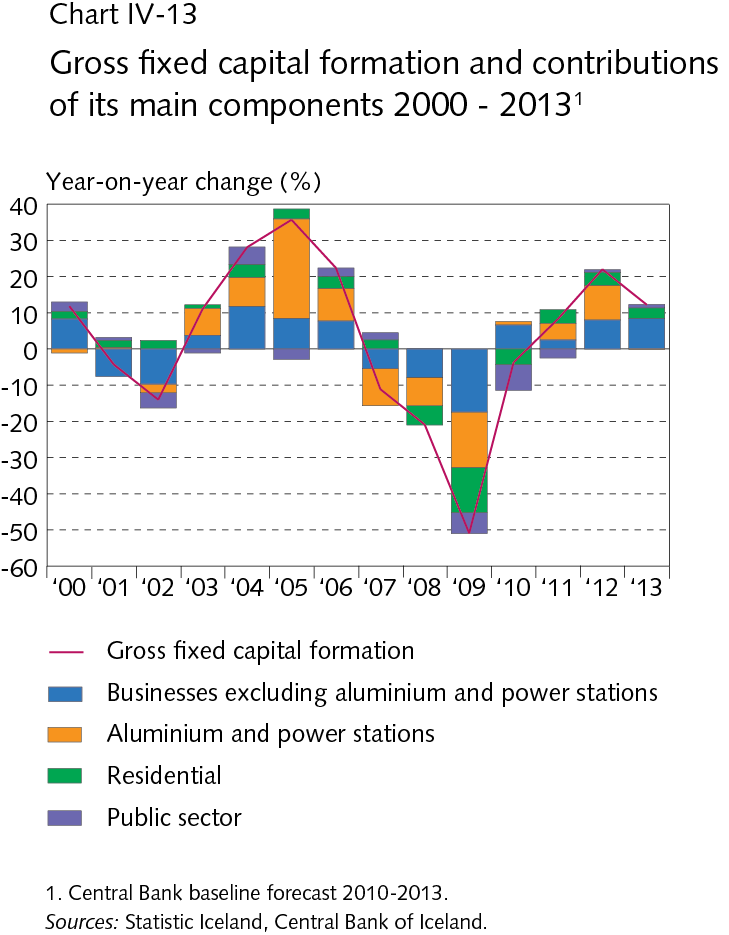 Chart IV-13
Gross fixed capital formation and contributions
of its main components 2000 - 2013¹
Year-on-year change (%)
40
30
20
10
0
-10
-20
-30
-40
-50
-60
‘00 ‘01 ‘02 ‘03 ‘04 ‘05 ‘06 ‘07 ‘08 ‘09 ‘10 ‘11 ‘12 ‘13
Gross fixed capital formation
Businesses excluding aluminium and power stations
Aluminium and power stations
Residential
Public sector
1. Central Bank baseline forecast 2010-2013.
Sources: Statistic Iceland, Central Bank of Iceland.